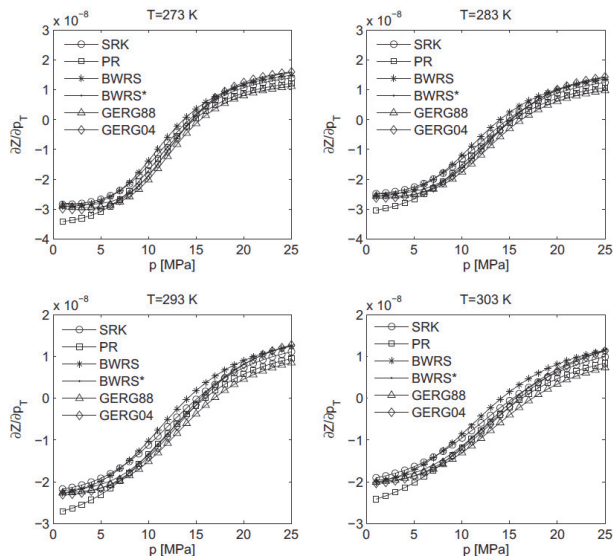 T=273 K
x 10⁻⁸
3
2
1
0
−1
−2
−3
−4
∂Z/∂p_T
SRK
PR
BWRS
BWRS*
GERG88
GERG04
0 5 10 15 20 25
p [MPa]
T=283 K
x 10⁻⁸
3
2
1
0
−1
−2
−3
−4
∂Z/∂p_T
SRK
PR
BWRS
BWRS*
GERG88
GERG04
0 5 10 15 20 25
p [MPa]
T=293 K
x 10⁻⁸
2
1
0
−1
−2
−3
∂Z/∂p_T
SRK
PR
BWRS
BWRS*
GERG88
GERG04
0 5 10 15 20 25
p [MPa]
T=303 K
x 10⁻⁸
2
1
0
−1
−2
−3
∂Z/∂p_T
SRK
PR
BWRS
BWRS*
GERG88
GERG04
0 5 10 15 20 25
p [MPa]